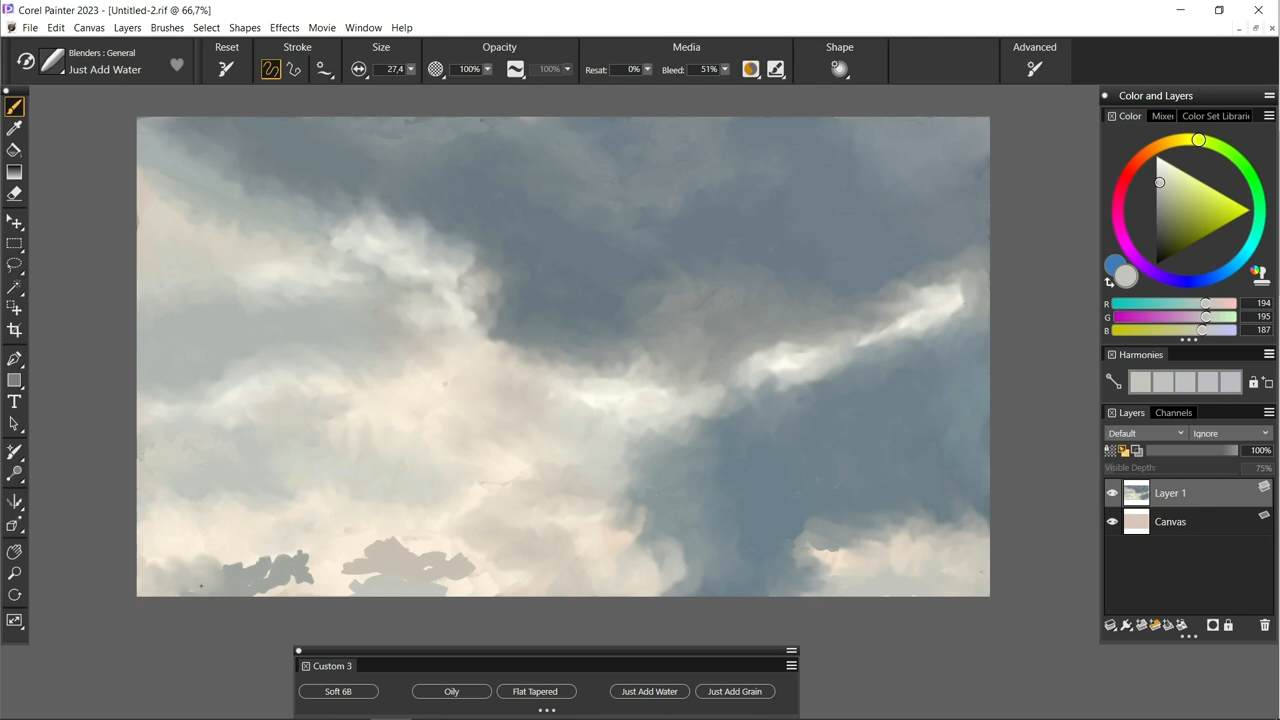 Corel Painter 2023 - [Untitled-2.rif @ 66,7%]
File Edit Canvas Layers Brushes Select Shapes Effects Movie Window Help
Blenders : General
Just Add Water
Reset Stroke Size Opacity Media Shape Advanced
27,4 100% 100% Resat: 0% Bleed: 51%
Color and Layers
Color Mixer Color Set Librari
R 194
G 195
B 187
Harmonies
Layers Channels
Default Ignore
100%
Visible Depth: 75%
Layer 1
Canvas
T
Custom 3
Soft 6B Oily Flat Tapered Just Add Water Just Add Grain